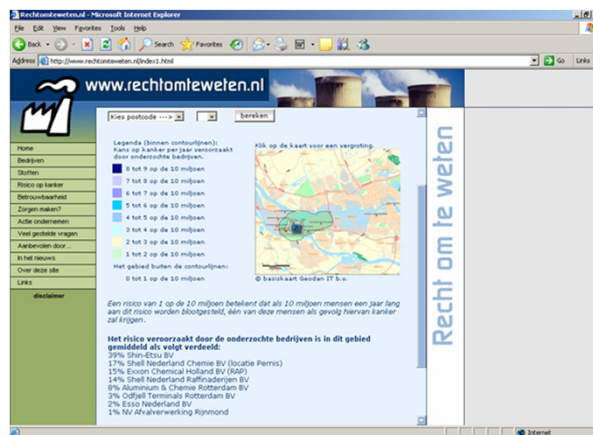 Rechtomteweten.nl - Microsoft Internet Explorer
File Edit View Favorites Tools Help
Back Search Favorites
Address http://www.rechtomteweten.nl/index1.html Go Links
www.rechtomteweten.nl
Kies postcode ---> bereken
Home
Bedrijven
Stoffen
Risico op kanker
Betrouwbaarheid
Zorgen maken?
Actie ondernemen
Veel gestelde vragen
Aanbevolen door...
In het nieuws
Over deze site
Links
disclaimer
Legenda (binnen contourlijnen):
Kans op kanker per jaar veroorzaakt
door onderzochte bedrijven.
8 tot 9 op de 10 miljoen
7 tot 8 op de 10 miljoen
6 tot 7 op de 10 miljoen
5 tot 6 op de 10 miljoen
4 tot 5 op de 10 miljoen
3 tot 4 op de 10 miljoen
2 tot 3 op de 10 miljoen
1 tot 2 op de 10 miljoen
Het gebied buiten de contourlijnen:
0 tot 1 op de 10 miljoen
Klik op de kaart voor een vergroting.
© basiskaart Geodan IT b.v.
Een risico van 1 op de 10 miljoen betekent dat als 10 miljoen mensen een jaar lang
aan dit risico worden blootgesteld, één van deze mensen als gevolg hiervan kanker
zal krijgen.
Het risico veroorzaakt door de onderzochte bedrijven is in dit gebied
gemiddeld als volgt verdeeld:
39% Shin-Etsu BV
17% Shell Nederland Chemie BV (locatie Pernis)
15% Exxon Chemical Holland BV (RAP)
14% Shell Nederland Raffinaderijen BV
8% Aluminium & Chemie Rotterdam BV
3% Odfjell Terminals Rotterdam BV
2% Esso Nederland BV
1% NV Afvalverwerking Rijnmond
Recht om te weten
Internet